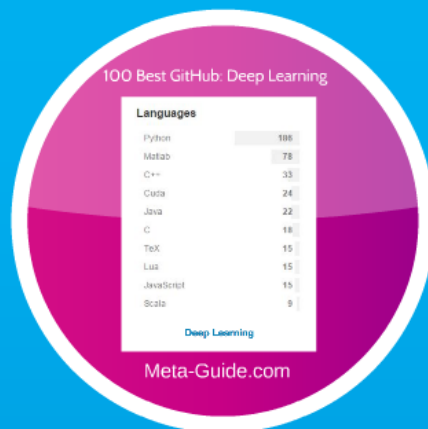 100 Best GitHub: Deep Learning
Languages
Python 186
Matlab 78
C++ 33
Cuda 24
Java 22
C 18
TeX 15
Lua 15
JavaScript 15
Scala 9
Deep Learning
Meta-Guide.com